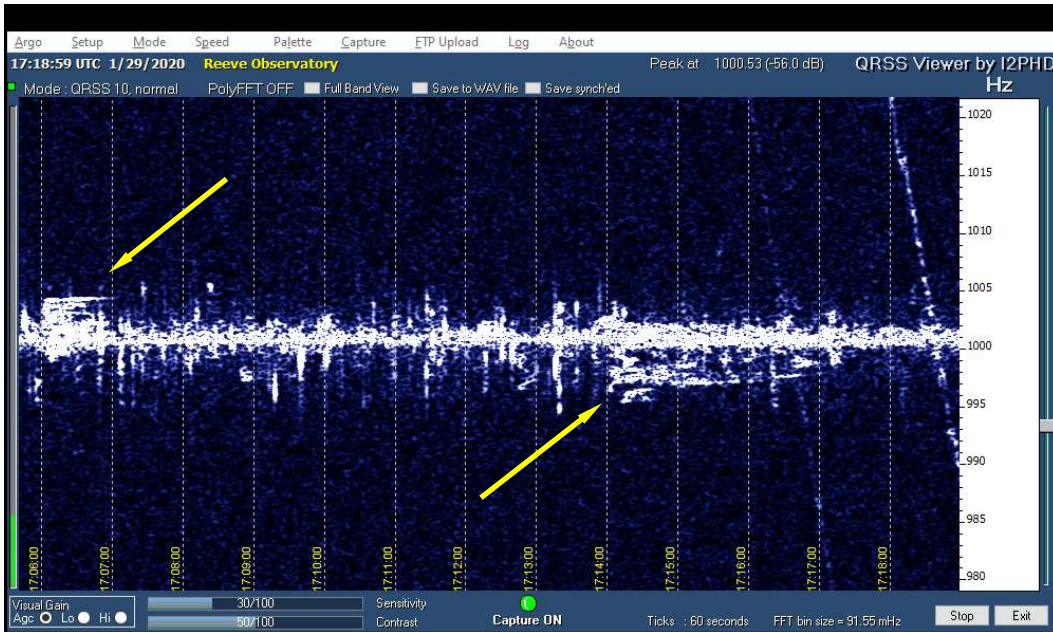 Argo Setup Mode Speed Palette Capture FTP Upload Log About
17:18:59 UTC 1/29/2020 Reeve Observatory Peak at 1000.53 (-56.0 dB) QRSS Viewer by I2PHD
Mode : QRSS 10, normal PolyFFT OFF Full Band View Save to WAV file Save synch'ed Hz
1020
1015
1010
1005
1000
995
990
985
980
17:06:00 17:07:00 17:08:00 17:09:00 17:10:00 17:11:00 17:12:00 17:13:00 17:14:00 17:15:00 17:16:00 17:17:00 17:18:00
Visual Gain 30/100 Sensitivity
Agc Lo Hi 50/100 Contrast Capture ON Ticks : 60 seconds FFT bin size = 91.55 mHz Stop Exit